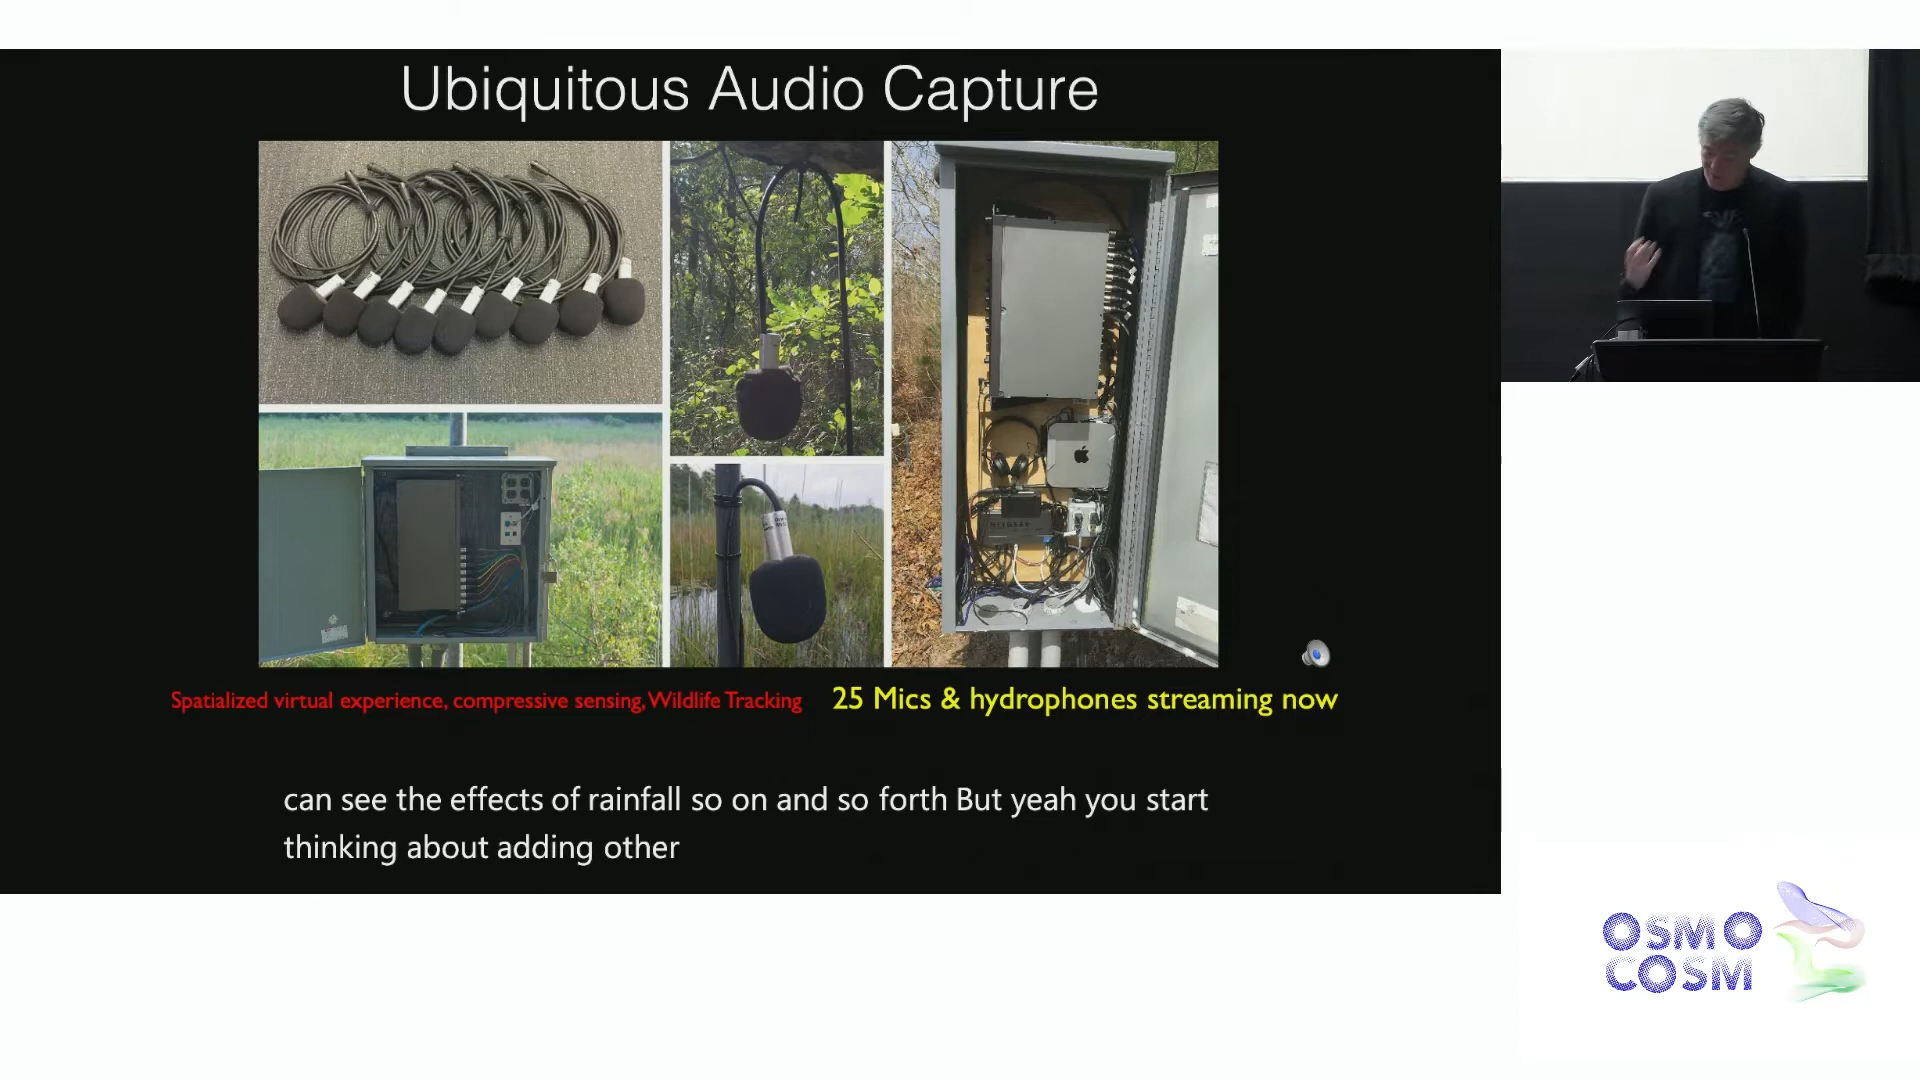 Ubiquitous Audio Capture
Spatialized virtual experience, compressive sensing, Wildlife Tracking
25 Mics & hydrophones streaming now
can see the effects of rainfall so on and so forth But yeah you start
thinking about adding other
OSMO
COSM